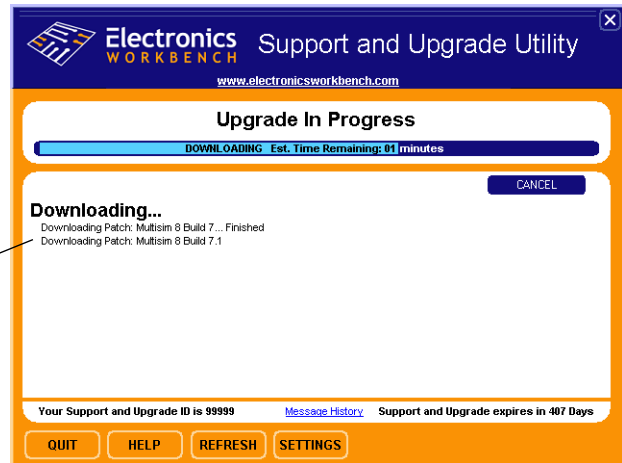 Electronics
WORKBENCH
Support and Upgrade Utility
www.electronicsworkbench.com
Upgrade In Progress
DOWNLOADING Est. Time Remaining: 01 minutes
CANCEL
Downloading...
Downloading Patch: Multisim 8 Build 7... Finished
Downloading Patch: Multisim 8 Build 7.1
Your Support and Upgrade ID is 99999 Message History Support and Upgrade expires in 407 Days
QUIT HELP REFRESH SETTINGS